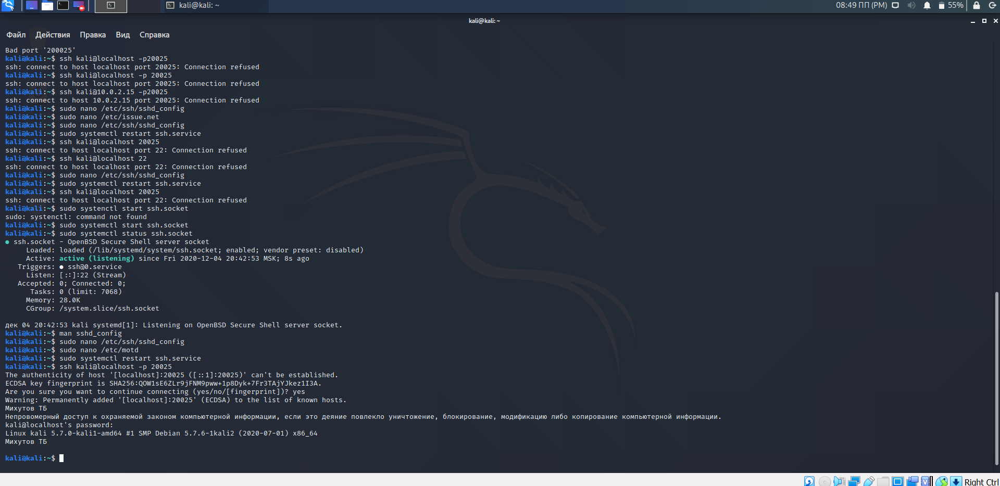 kali@kali: ~
08:49 ПП (PM)
55%
kali@kali: ~
Файл Действия Правка Вид Справка
Bad port '200025'
kali@kali:~$ ssh kali@localhost -p20025
ssh: connect to host localhost port 20025: Connection refused
kali@kali:~$ ssh kali@localhost -p 20025
ssh: connect to host localhost port 20025: Connection refused
kali@kali:~$ ssh kali@10.0.2.15 -p20025
ssh: connect to host 10.0.2.15 port 20025: Connection refused
kali@kali:~$ sudo nano /etc/ssh/sshd_config
kali@kali:~$ sudo nano /etc/issue.net
kali@kali:~$ sudo nano /etc/ssh/sshd_config
kali@kali:~$ sudo systemctl restart ssh.service
kali@kali:~$ ssh kali@localhost 20025
ssh: connect to host localhost port 22: Connection refused
kali@kali:~$ ssh kali@localhost 22
ssh: connect to host localhost port 22: Connection refused
kali@kali:~$ sudo nano /etc/ssh/sshd_config
kali@kali:~$ sudo systemctl restart ssh.service
kali@kali:~$ ssh kali@localhost 20025
ssh: connect to host localhost port 22: Connection refused
kali@kali:~$ sudo systenctl start ssh.socket
sudo: systenctl: command not found
kali@kali:~$ sudo systemctl start ssh.socket
kali@kali:~$ sudo systemctl status ssh.socket
● ssh.socket - OpenBSD Secure Shell server socket
Loaded: loaded (/lib/systemd/system/ssh.socket; enabled; vendor preset: disabled)
Active: active (listening) since Fri 2020-12-04 20:42:53 MSK; 8s ago
Triggers: ● ssh@0.service
Listen: [::]:22 (Stream)
Accepted: 0; Connected: 0;
Tasks: 0 (limit: 7068)
Memory: 28.0K
CGroup: /system.slice/ssh.socket
дек 04 20:42:53 kali systemd[1]: Listening on OpenBSD Secure Shell server socket.
kali@kali:~$ man sshd_config
kali@kali:~$ sudo nano /etc/ssh/sshd_config
kali@kali:~$ sudo nano /etc/motd
kali@kali:~$ sudo systemctl restart ssh.service
kali@kali:~$ ssh kali@localhost -p 20025
The authenticity of host '[localhost]:20025 ([::1]:20025)' can't be established.
ECDSA key fingerprint is SHA256:QOW1sE6ZLr9jFNM9pww+1p8Dyk+7Fr3TAjYJkez1I3A.
Are you sure you want to continue connecting (yes/no/[fingerprint])? yes
Warning: Permanently added '[localhost]:20025' (ECDSA) to the list of known hosts.
Михутов ТБ
Непровомерный доступ к охраняемой законом компьютерной информации, если это деяние повлекло уничтожение, блокирование, модификацию либо копирование компьютерной информации.
kali@localhost's password:
Linux kali 5.7.0-kali1-amd64 #1 SMP Debian 5.7.6-1kali2 (2020-07-01) x86_64
Михутов ТБ
kali@kali:~$
Right Ctrl